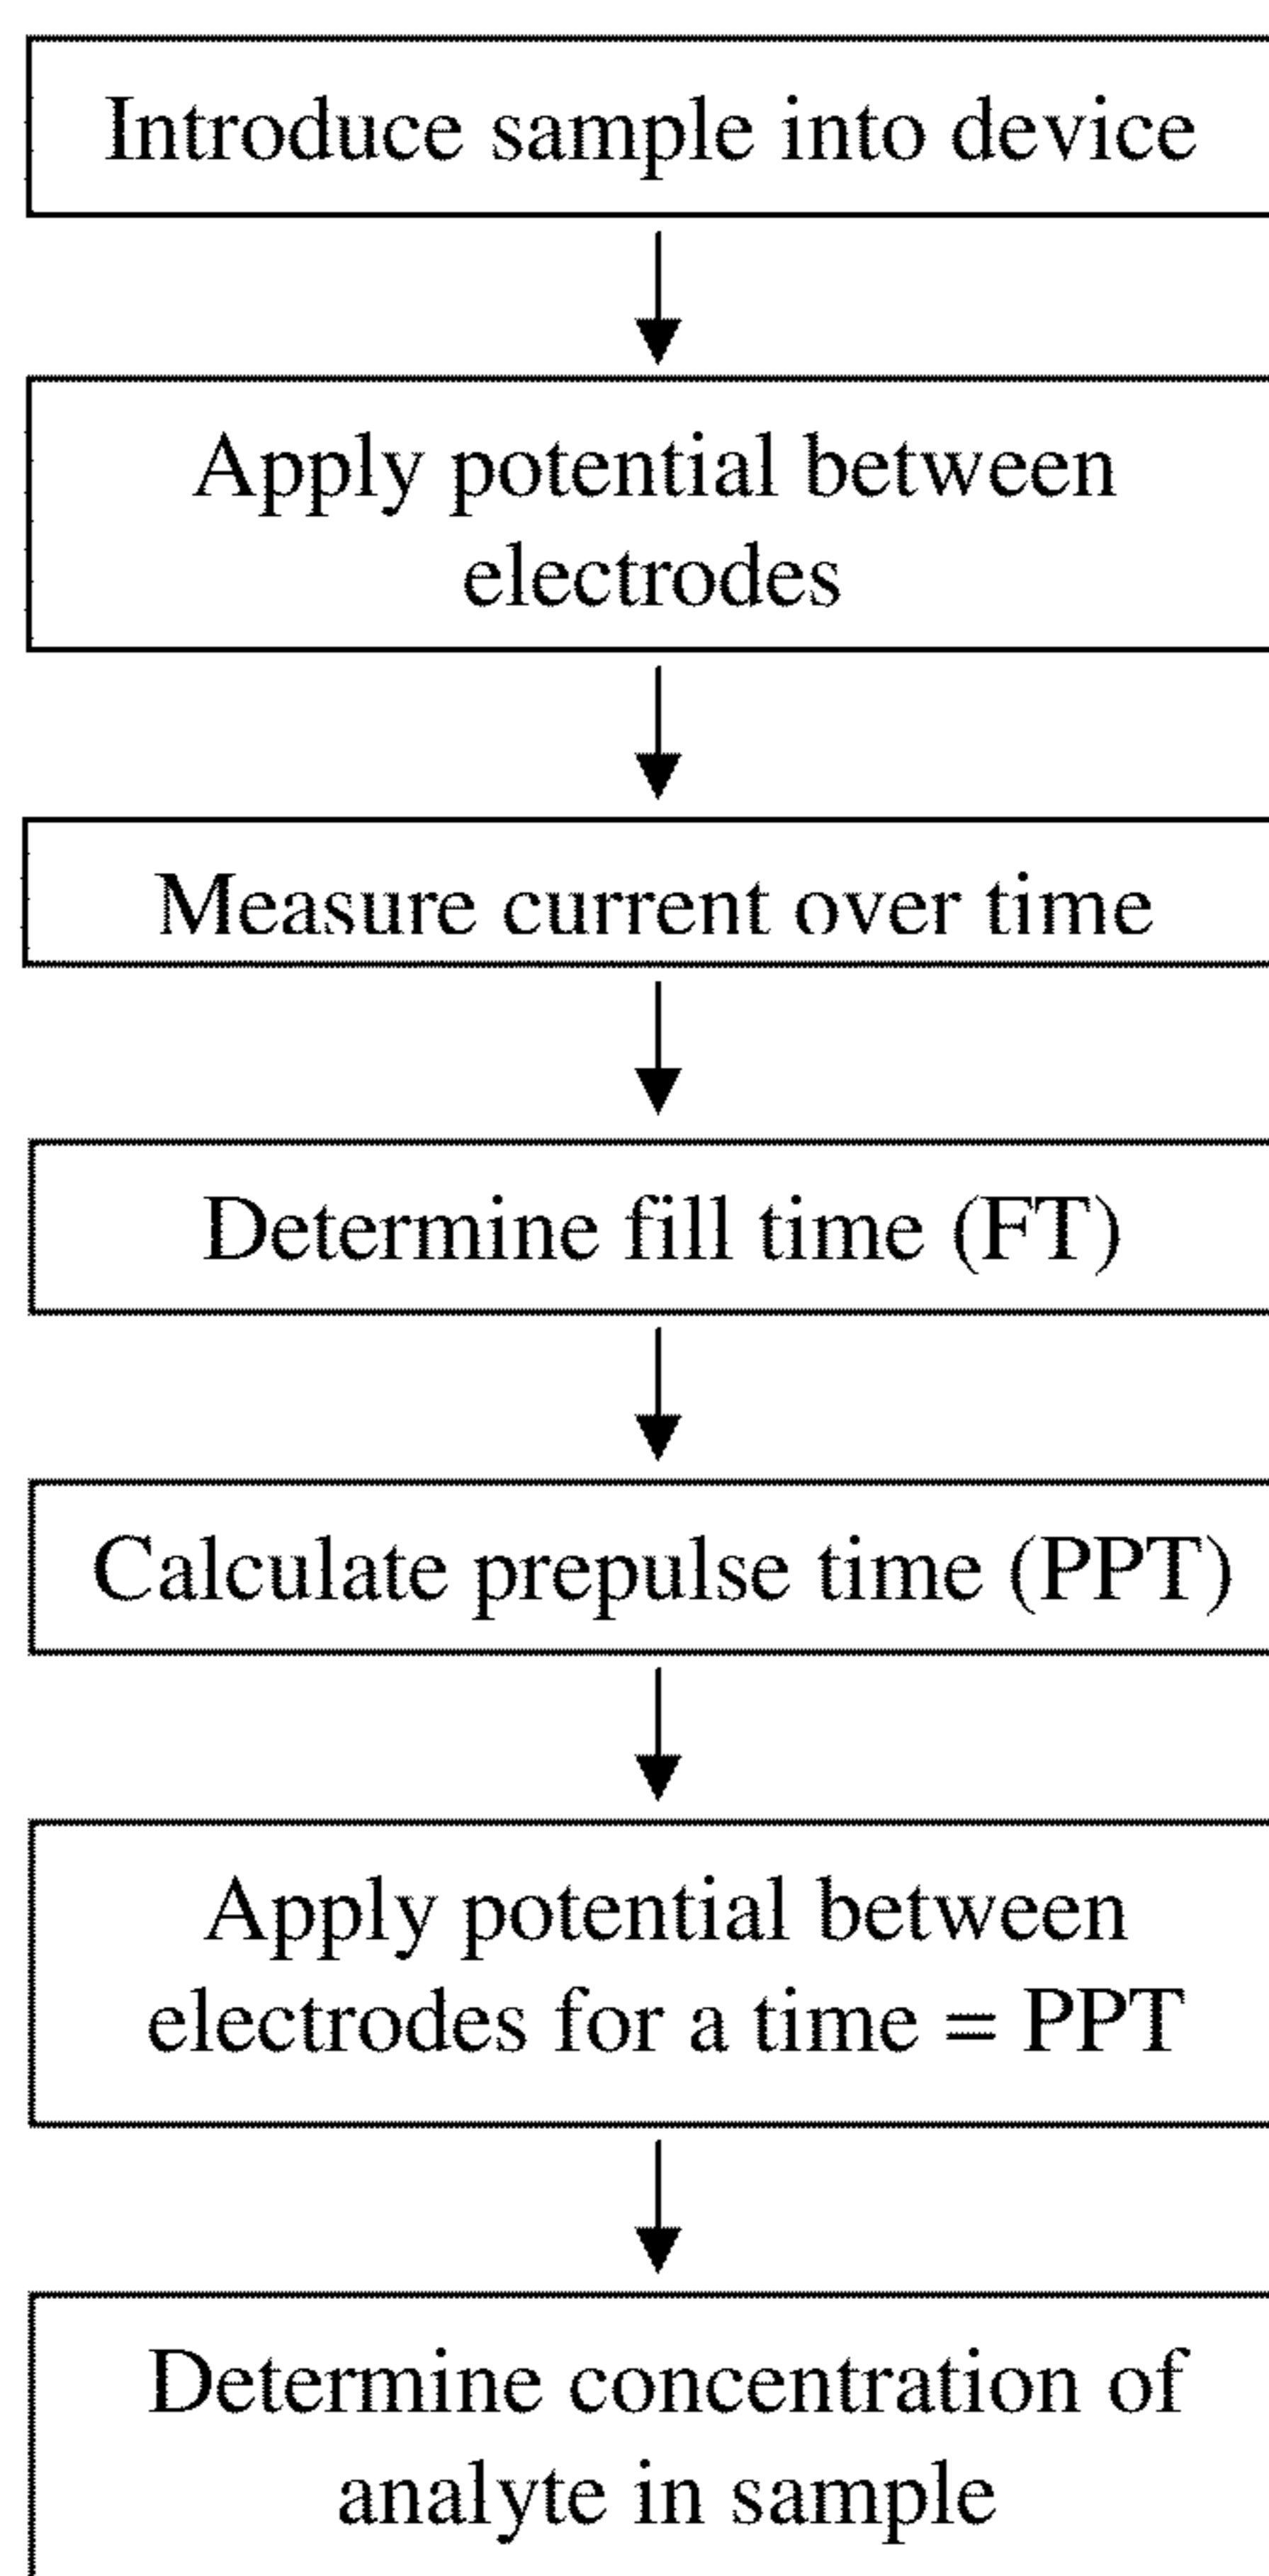 Introduce sample into device
Apply potential between
electrodes
Measure current over time
Determine fill time (FT)
Calculate prepulse time (PPT)
Apply potential between
electrodes for a time = PPT
Determine concentration of
analyte in sample